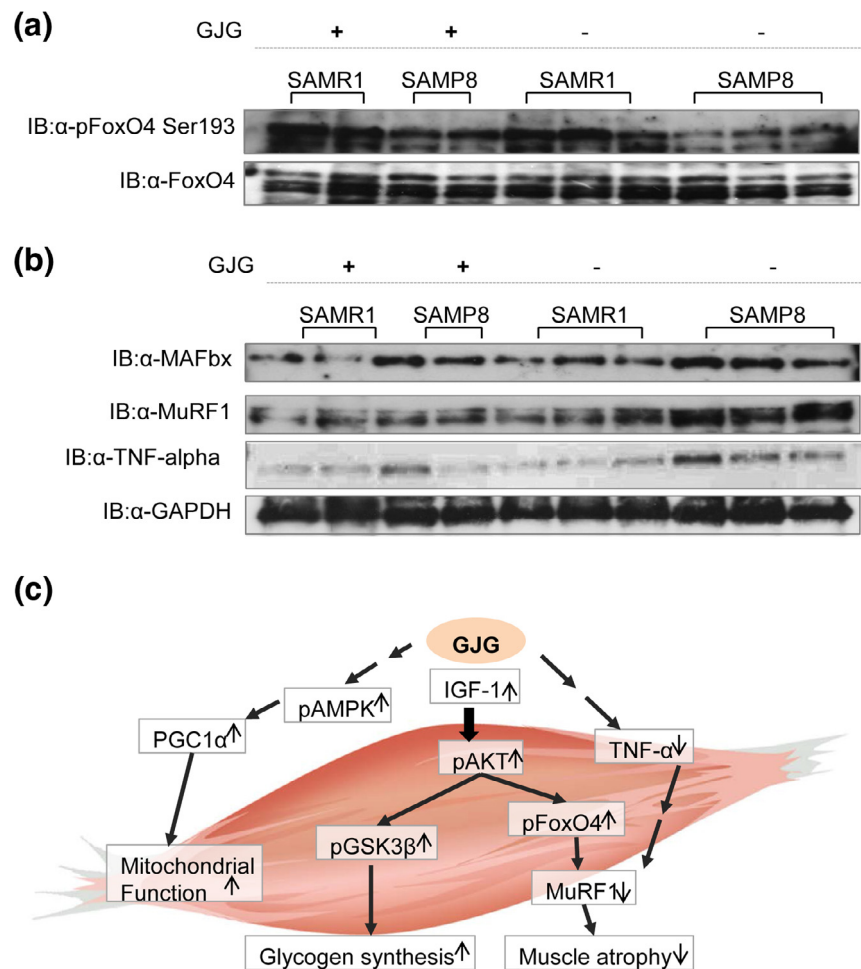 (a)
GJG + + - -
SAMR1 SAMP8 SAMR1 SAMP8
IB:α-pFoxO4 Ser193
IB:α-FoxO4
(b)
GJG + + - -
SAMR1 SAMP8 SAMR1 SAMP8
IB:α-MAFbx
IB:α-MuRF1
IB:α-TNF-alpha
IB:α-GAPDH
(c)
GJG
IGF-1↑
pAMPK↑
PGC1α↑
pAKT↑
TNF-α↓
pGSK3β↑
pFoxO4↑
Mitochondrial
Function ↑
MuRF1↓
Glycogen synthesis↑
Muscle atrophy↓